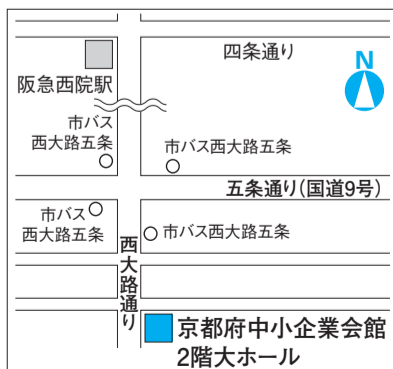 四条通り
N
阪急西院駅
市バス
西大路五条
市バス西大路五条
五条通り(国道9号)
市バス
西大路五条
市バス西大路五条
西大路通り
京都府中小企業会館
2階大ホール